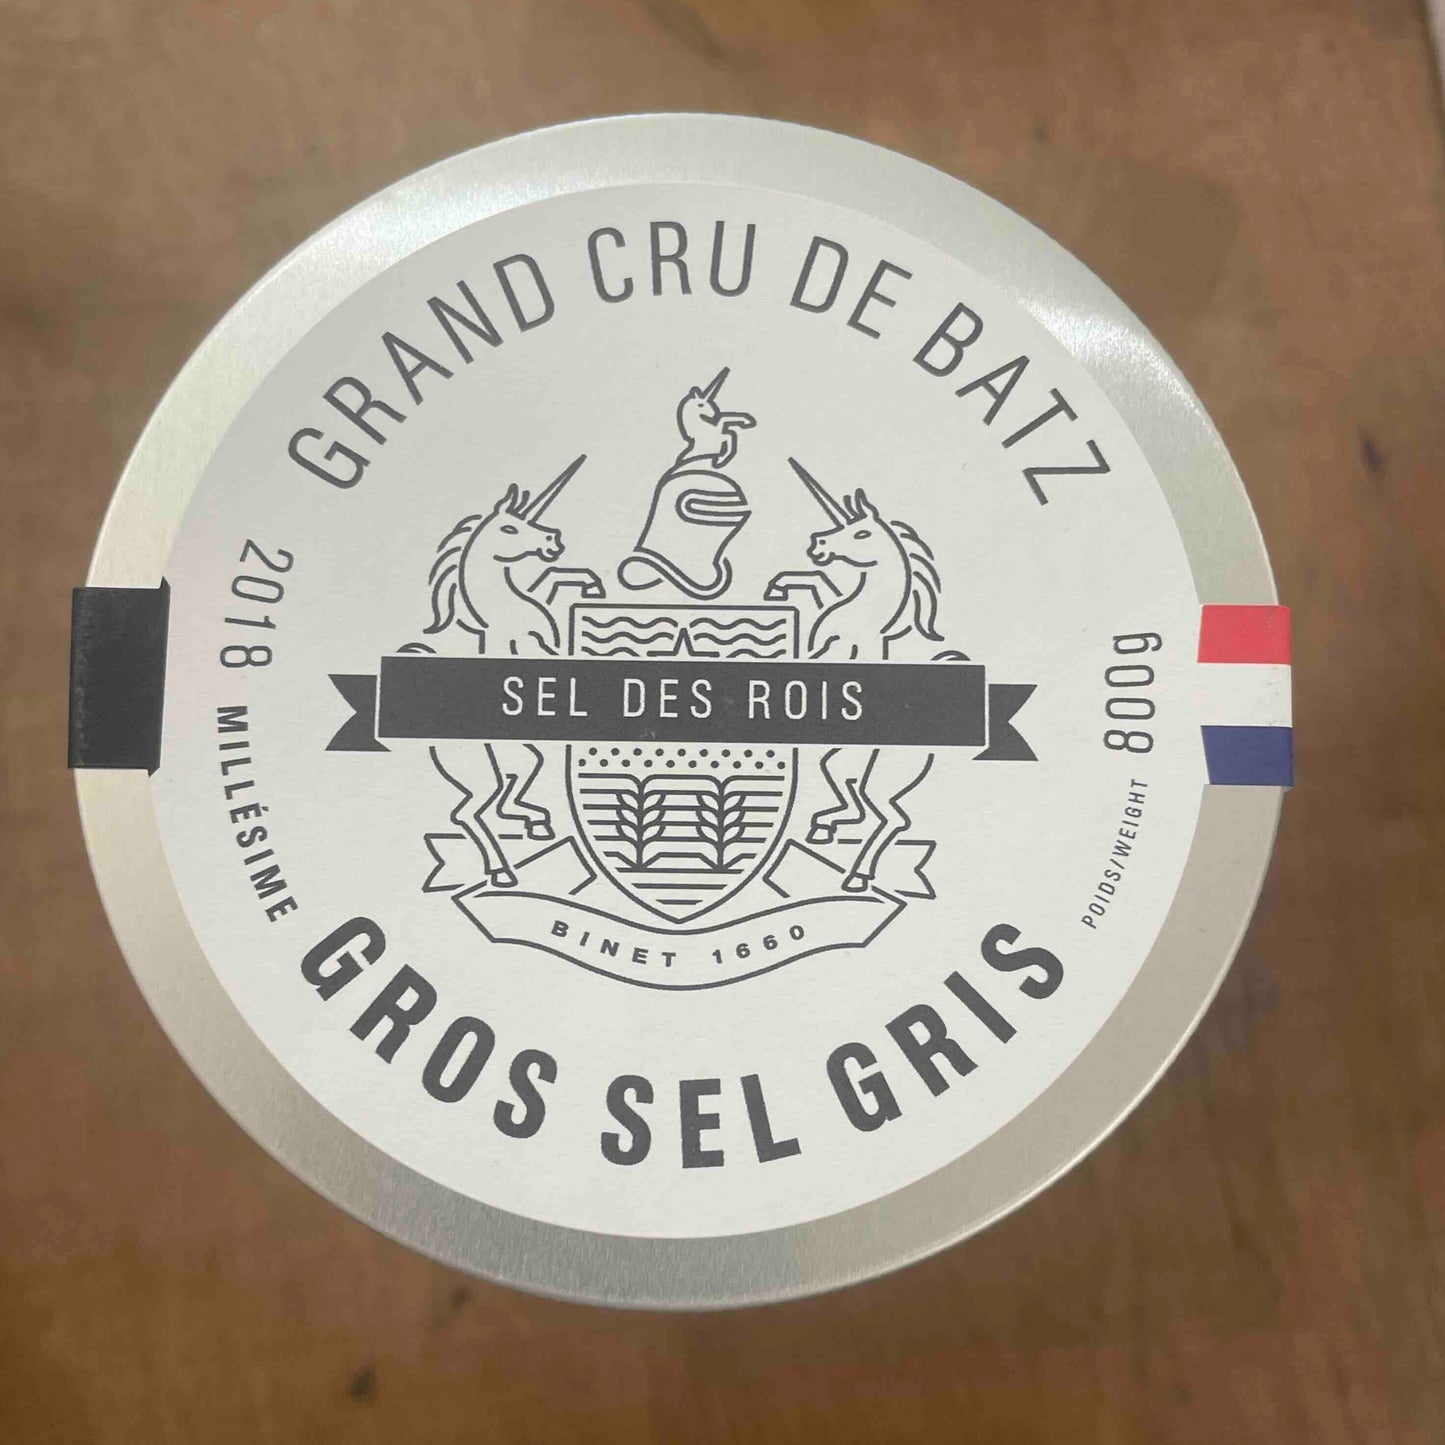 GRAND CRU DE BATZ
2018 MILLÉSIME
SEL DES ROIS
POIDS/WEIGHT 800g
BINET 1660
GROS SEL GRIS